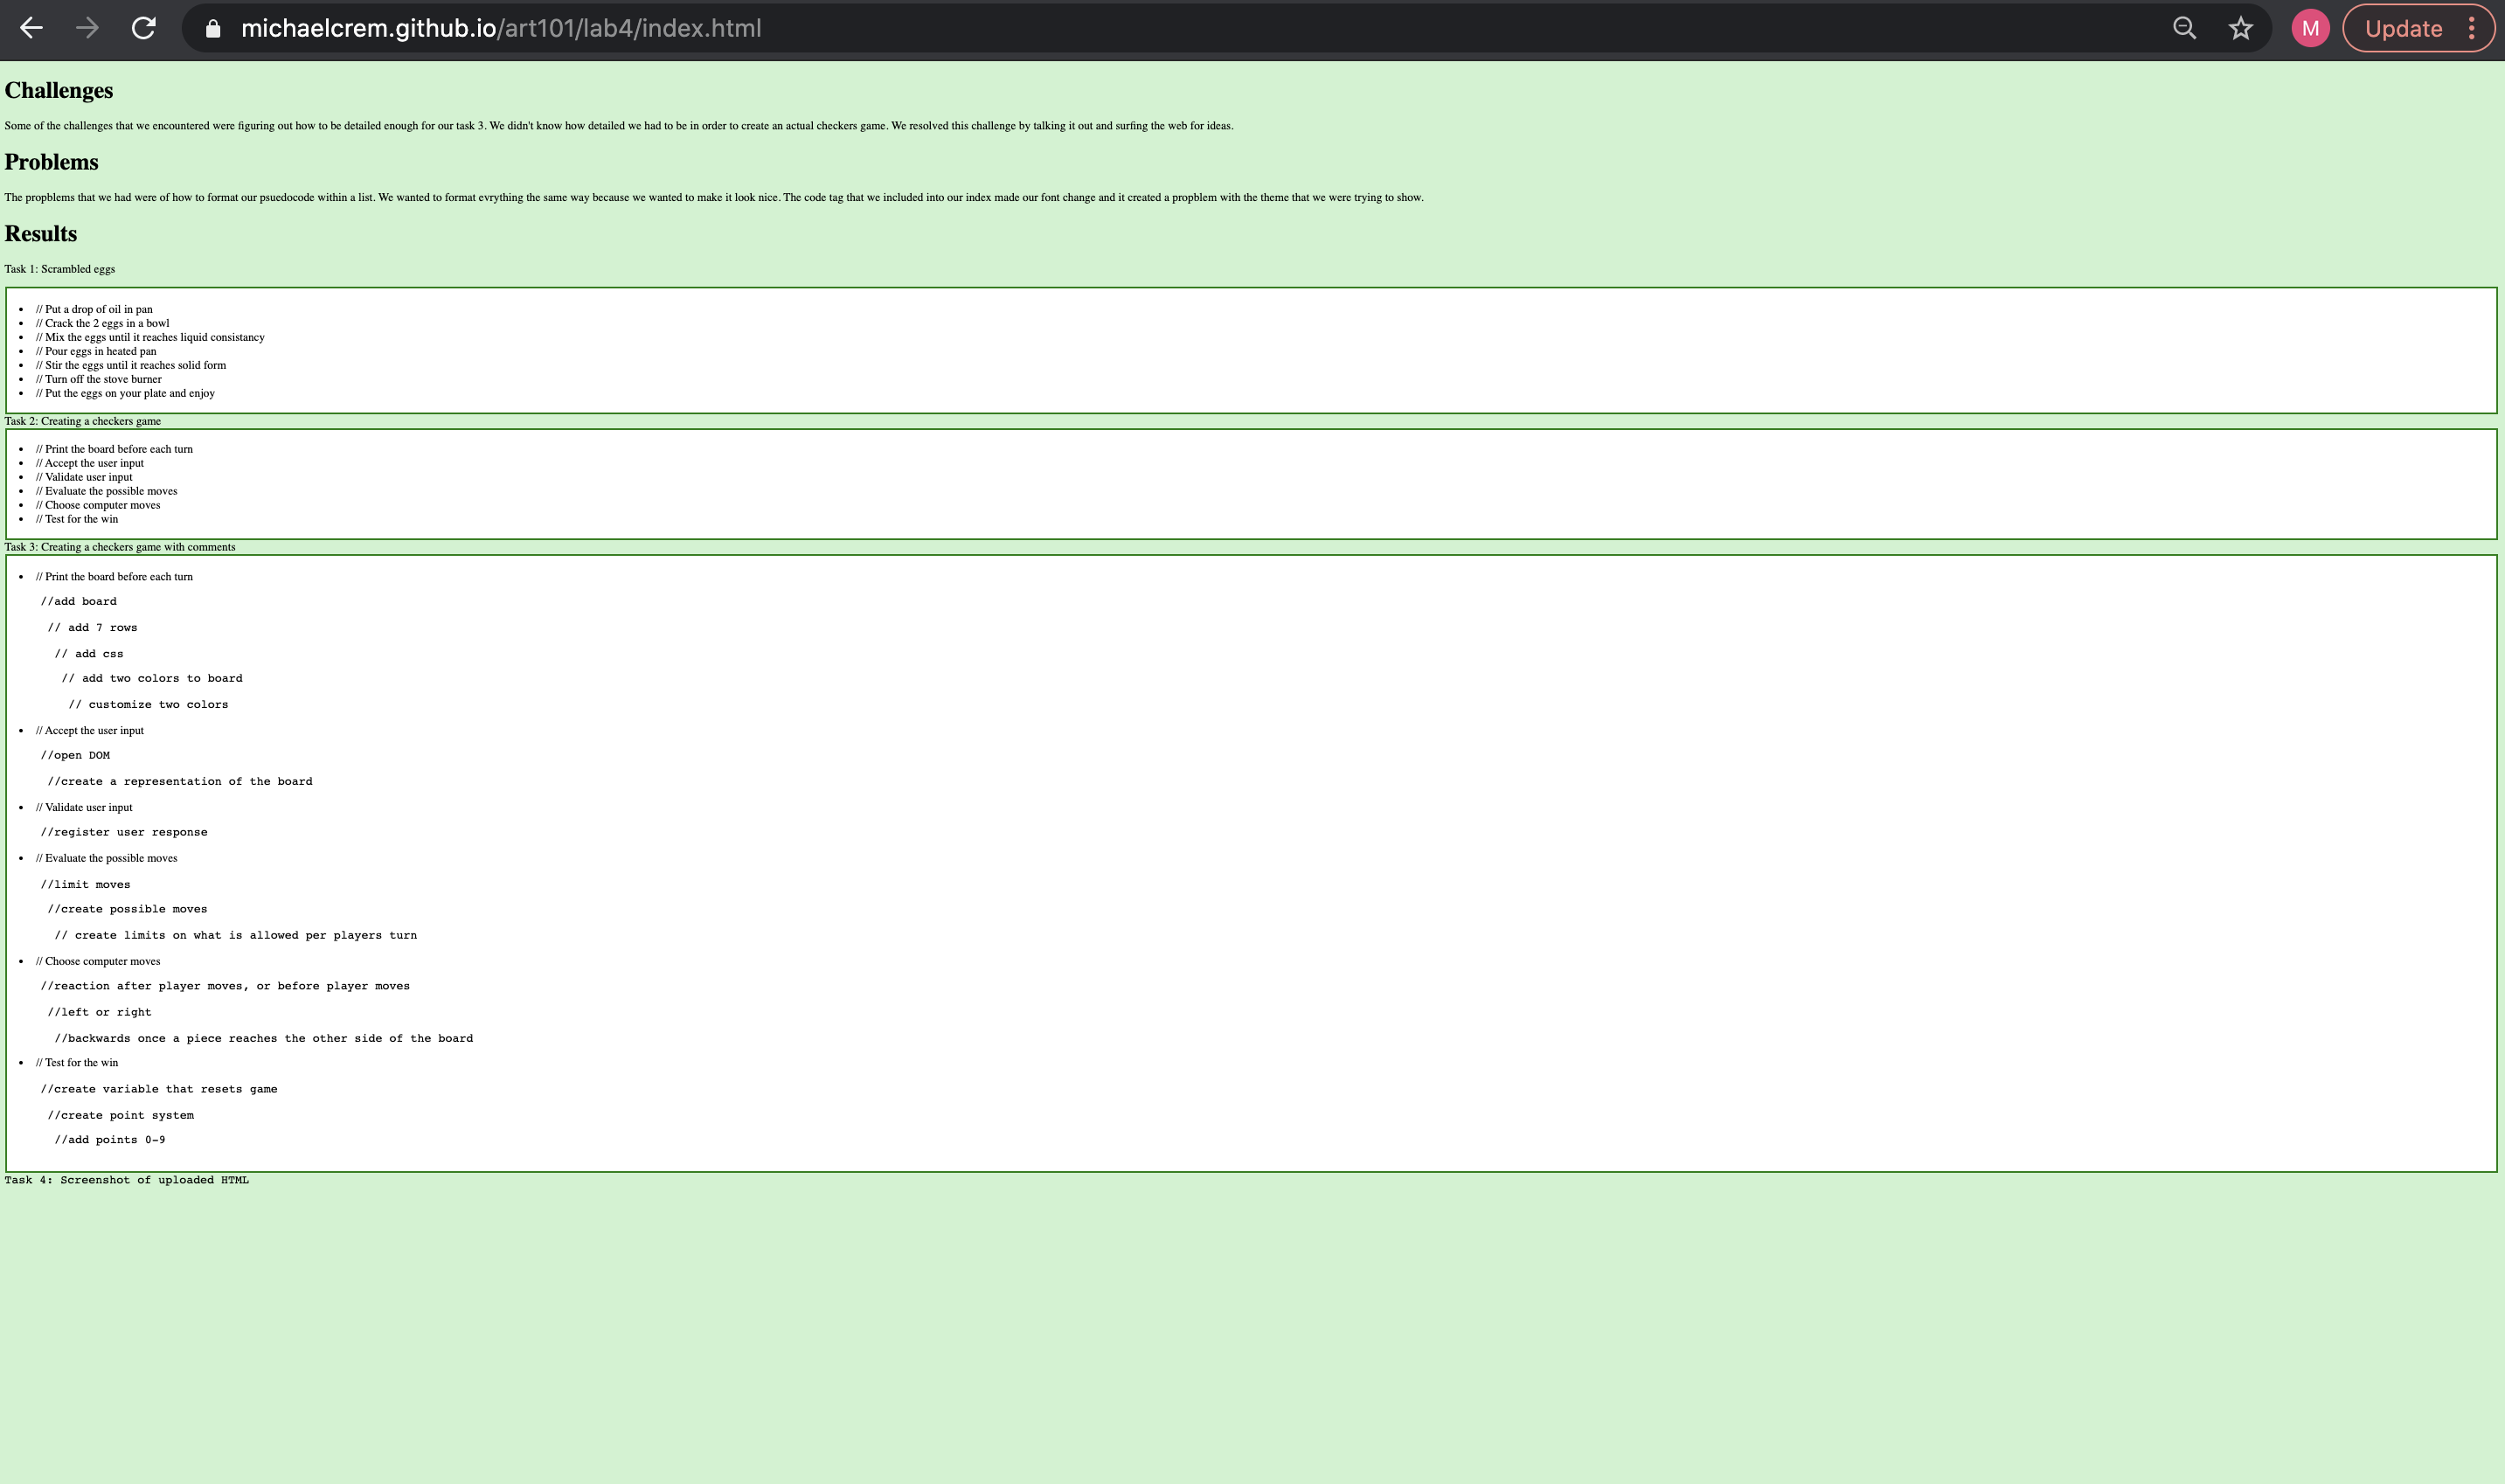 michaelcrem.github.io/art101/lab4/index.html
M
Update
Challenges
Some of the challenges that we encountered were figuring out how to be detailed enough for our task 3. We didn't know how detailed we had to be in order to create an actual checkers game. We resolved this challenge by talking it out and surfing the web for ideas.
Problems
The propblems that we had were of how to format our psuedocode within a list. We wanted to format evrything the same way because we wanted to make it look nice. The code tag that we included into our index made our font change and it created a propblem with the theme that we were trying to show.
Results
Task 1: Scrambled eggs
• // Put a drop of oil in pan
• // Crack the 2 eggs in a bowl
• // Mix the eggs until it reaches liquid consistancy
• // Pour eggs in heated pan
• // Stir the eggs until it reaches solid form
• // Turn off the stove burner
• // Put the eggs on your plate and enjoy
Task 2: Creating a checkers game
• // Print the board before each turn
• // Accept the user input
• // Validate user input
• // Evaluate the possible moves
• // Choose computer moves
• // Test for the win
Task 3: Creating a checkers game with comments
• // Print the board before each turn
//add board
// add 7 rows
// add css
// add two colors to board
// customize two colors
• // Accept the user input
//open DOM
//create a representation of the board
• // Validate user input
//register user response
• // Evaluate the possible moves
//limit moves
//create possible moves
// create limits on what is allowed per players turn
• // Choose computer moves
//reaction after player moves, or before player moves
//left or right
//backwards once a piece reaches the other side of the board
• // Test for the win
//create variable that resets game
//create point system
//add points 0-9
Task 4: Screenshot of uploaded HTML